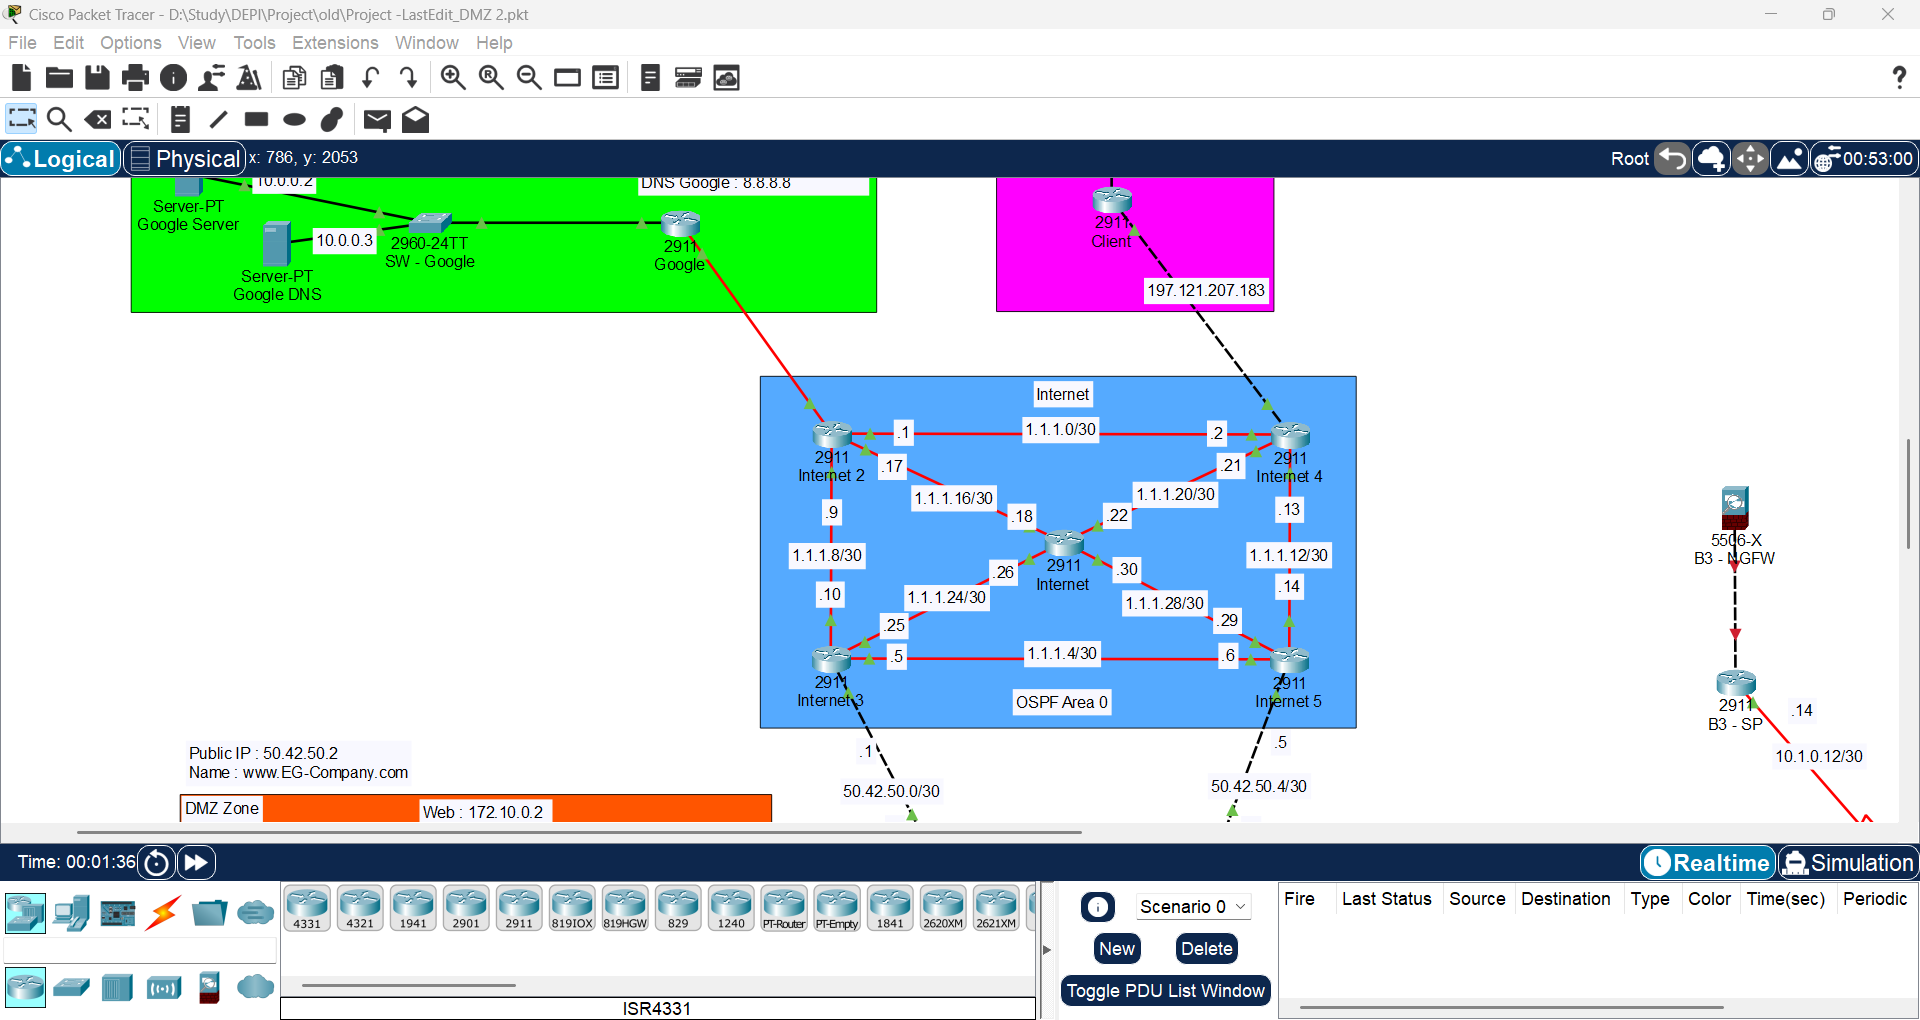 Cisco Packet Tracer - D:\Study\DEPI\Project\old\Project -LastEdit_DMZ 2.pkt
File Edit Options View Tools Extensions Window Help
Logical Physical x: 786, y: 2053
Root 00:53:00
10.0.0.2
DNS Google : 8.8.8.8
Server-PT
Google Server
10.0.0.3
2960-24TT
SW - Google
2911
Google
Server-PT
Google DNS
2911
Client
197.121.207.183
Internet
.1
1.1.1.0/30
.2
2911
Internet 2
.17
.21
2911
Internet 4
1.1.1.16/30
1.1.1.20/30
.9
.18
.22
.13
1.1.1.8/30
2911
Internet
1.1.1.12/30
.26
.30
.10
1.1.1.24/30
1.1.1.28/30
.14
.25
.29
.5
1.1.1.4/30
.6
2911
Internet 3
OSPF Area 0
2911
Internet 5
5506-X
B3 - NGFW
2911
B3 - SP
.14
10.1.0.12/30
.1
50.42.50.0/30
.5
50.42.50.4/30
Public IP : 50.42.50.2
Name : www.EG-Company.com
DMZ Zone
Web : 172.10.0.2
Time: 00:01:36
Realtime Simulation
4331 4321 1941 2901 2911 819IOX 819HGW 829 1240 PT-Router PT-Empty 1841 2620XM 2621XM
ISR4331
Scenario 0
New Delete
Toggle PDU List Window
Fire Last Status Source Destination Type Color Time(sec) Periodic